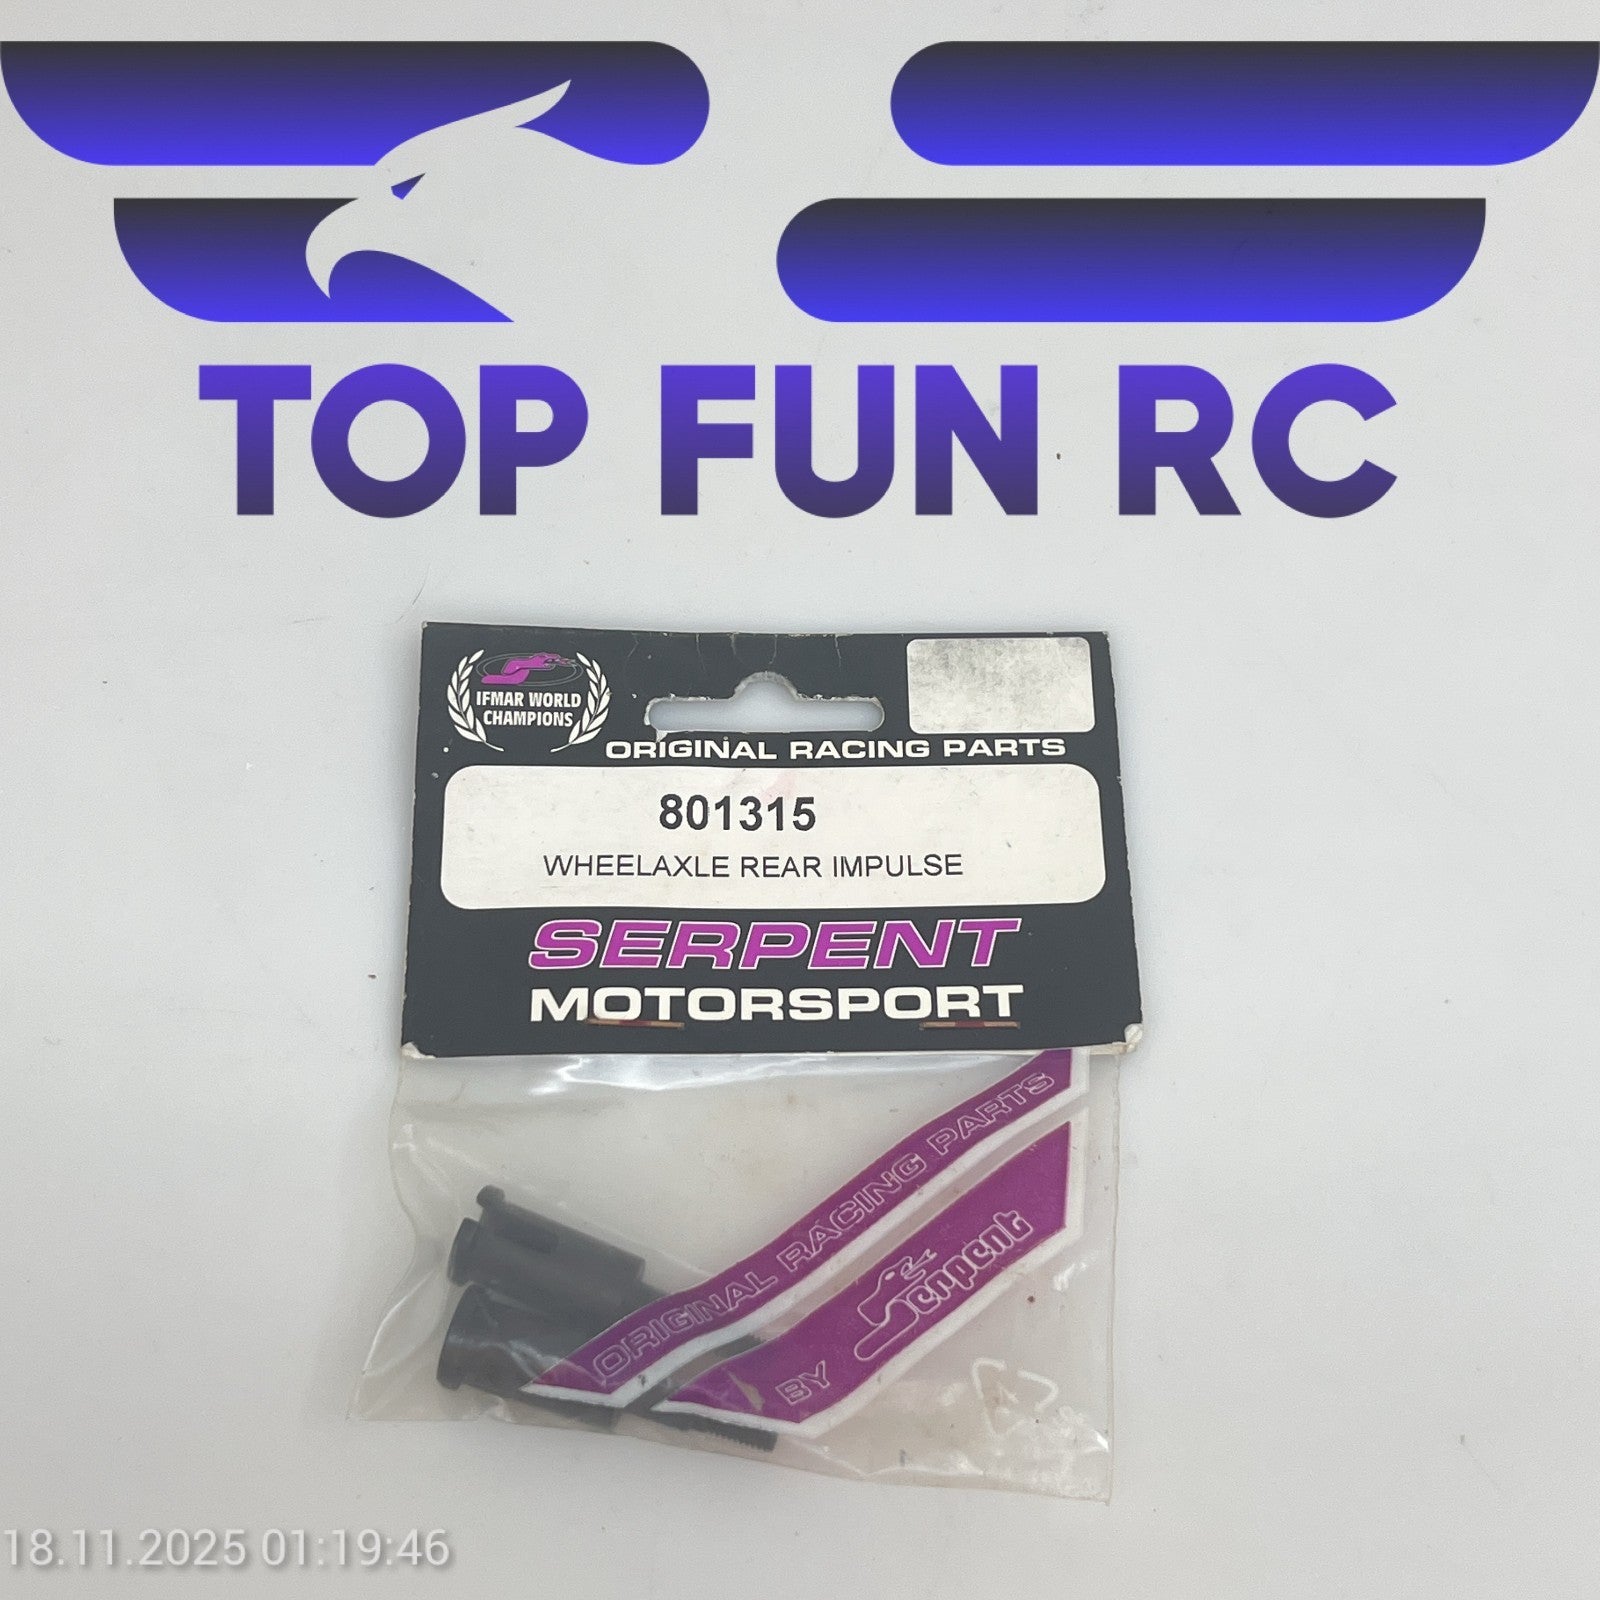 TOP FUN RC
IFMAR WORLD
CHAMPIONS
ORIGINAL RACING PARTS
801315
WHEELAXLE REAR IMPULSE
SERPENT
MOTORSPORT
ORIGINAL RACING PARTS
BY Serpent
18.11.2025 01:19:46